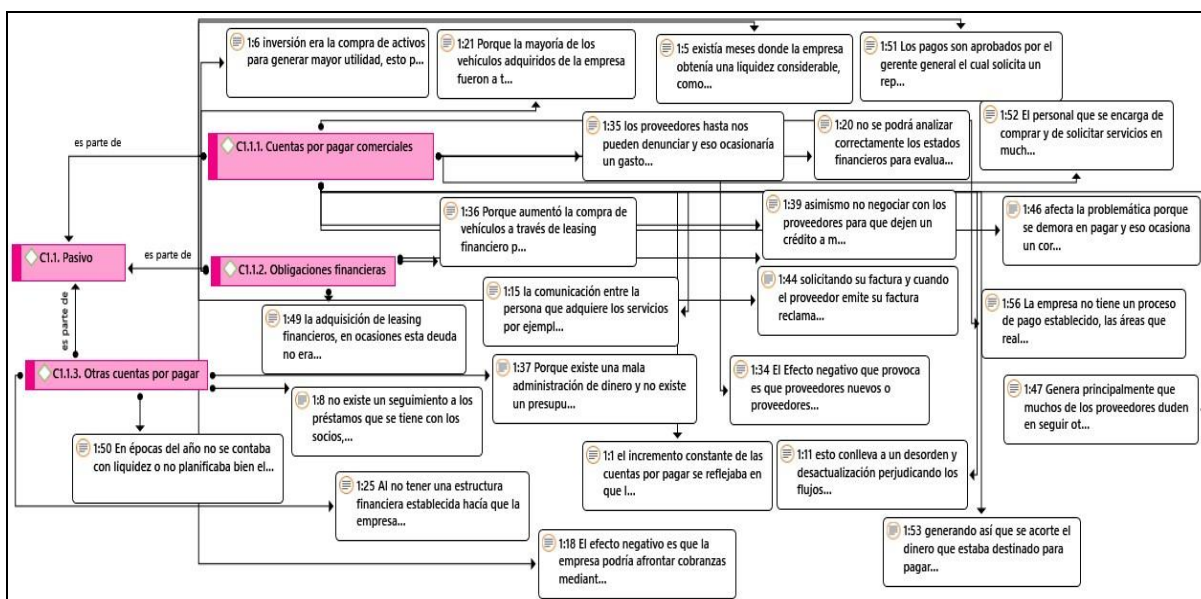 1:6 inversión era la compra de activos
para generar mayor utilidad, esto p...
1:21 Porque la mayoría de los
vehículos adquiridos de la empresa
fueron a t...
1:5 existía meses donde la empresa
obtenía una liquidez considerable,
como...
1:51 Los pagos son aprobados por el
gerente general el cual solicita un
rep...
es parte de
C1.1.1. Cuentas por pagar comerciales
1:35 los proveedores hasta nos
pueden denunciar y eso ocasionaría
un gasto...
1:20 no se podrá analizar
correctamente los estados
financieros para evalua...
1:52 El personal que se encarga de
comprar y de solicitar servicios en
much...
1:36 Porque aumentó la compra de
vehículos a través de leasing
financiero p...
1:39 asimismo no negociar con los
proveedores para que dejen un
crédito a m...
1:46 afecta la problemática porque
se demora en pagar y eso ocasiona
un cor...
C1.1. Pasivo
es parte de
C1.1.2. Obligaciones financieras
1:15 la comunicación entre la
persona que adquiere los servicios
por ejempl...
1:44 solicitando su factura y cuando
el proveedor emite su factura
reclama...
1:56 La empresa no tiene un proceso
de pago establecido, las áreas que
real...
es parte de
1:49 la adquisición de leasing
financieros, en ocasiones esta deuda
no era...
C1.1.3. Otras cuentas por pagar
1:37 Porque existe una mala
administración de dinero y no existe
un presupu...
1:34 El Efecto negativo que provoca
es que proveedores nuevos o
proveedores...
1:47 Genera principalmente que
muchos de los proveedores duden
en seguir ot...
1:8 no existe un seguimiento a los
préstamos que se tiene con los
socios,...
1:50 En épocas del año no se contaba
con liquidez o no planificaba bien el...
1:1 el incremento constante de las
cuentas por pagar se reflejaba en
que l...
1:11 esto conlleva a un desorden y
desactualización perjudicando los
flujos...
1:25 Al no tener una estructura
financiera establecida hacía que la
empresa...
1:53 generando así que se acorte el
dinero que estaba destinado para
pagar...
1:18 El efecto negativo es que la
empresa podría afrontar cobranzas
mediant...